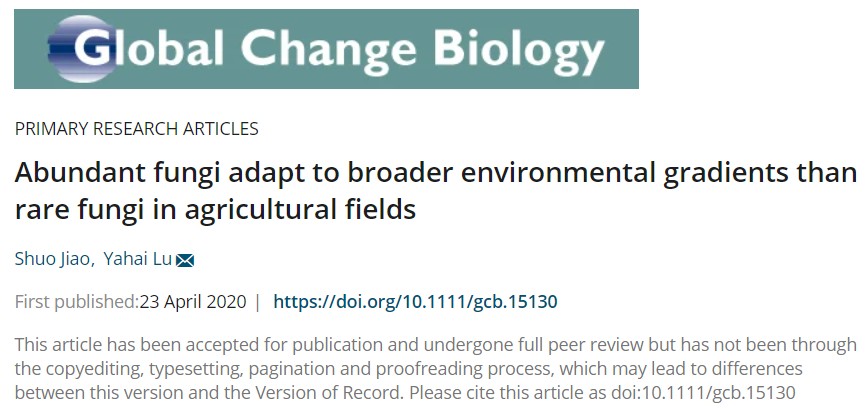 Global Change Biology
PRIMARY RESEARCH ARTICLES
Abundant fungi adapt to broader environmental gradients than
rare fungi in agricultural fields
Shuo Jiao, Yahai Lu
First published:23 April 2020 | https://doi.org/10.1111/gcb.15130
This article has been accepted for publication and undergone full peer review but has not been through
the copyediting, typesetting, pagination and proofreading process, which may lead to differences
between this version and the Version of Record. Please cite this article as doi:10.1111/gcb.15130